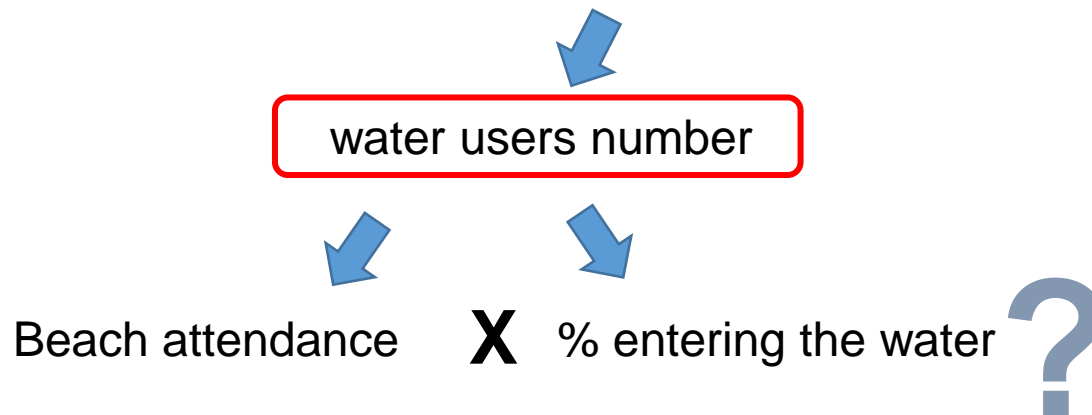 water users number
Beach attendance X % entering the water ?